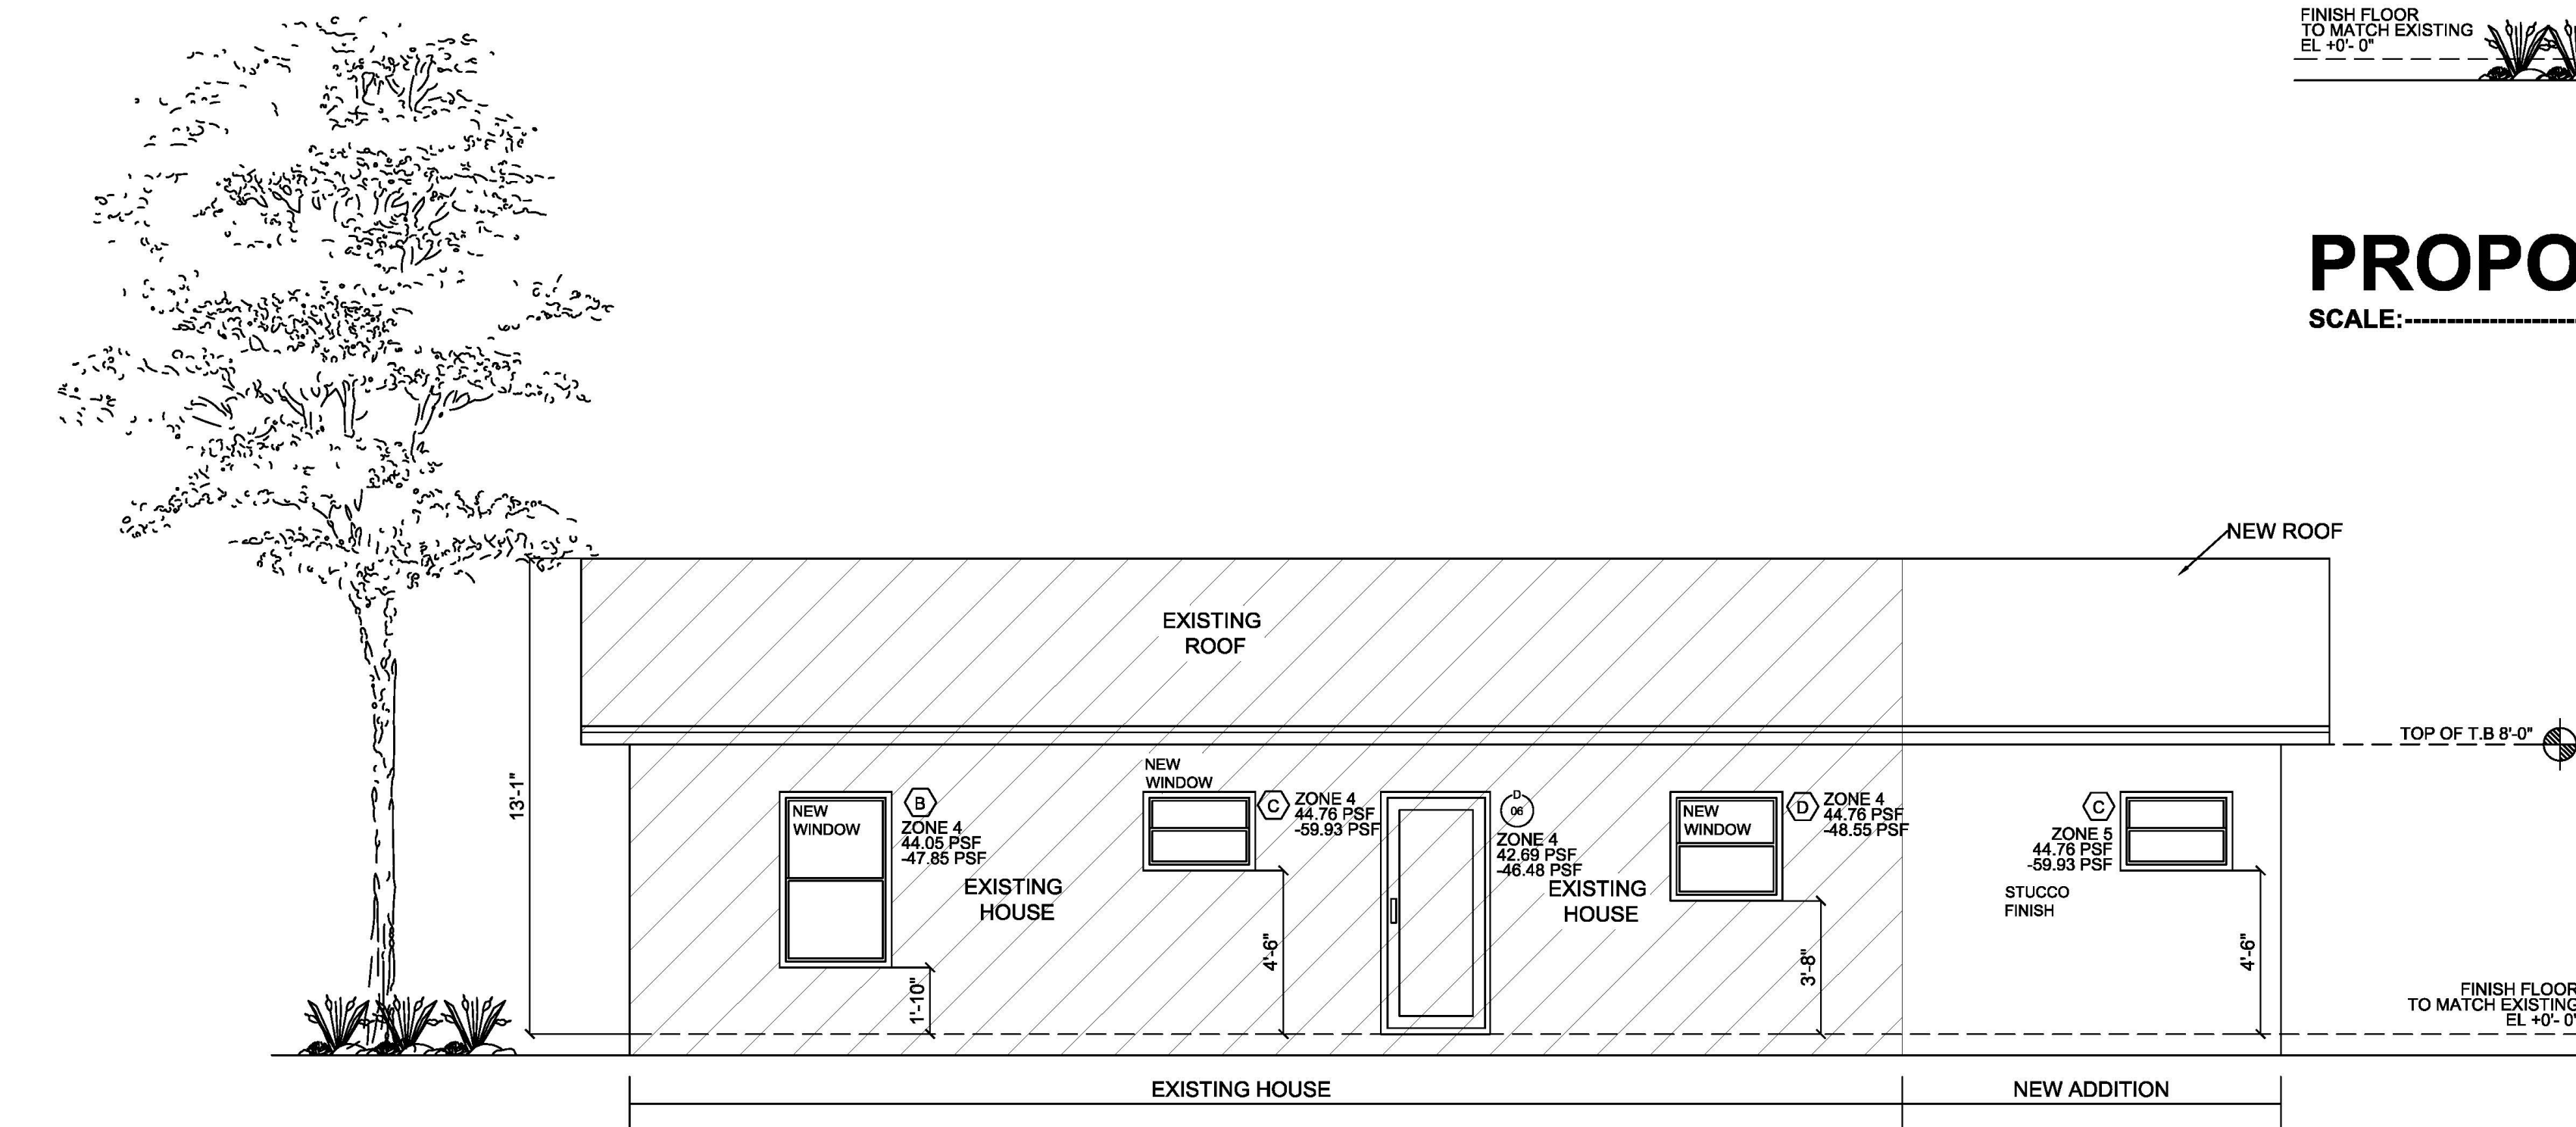 FINISH FLOOR
TO MATCH EXISTING
EL +0'- 0"
PROPO
SCALE:-----------------------
NEW ROOF
EXISTING
ROOF
13'-1"
TOP OF T.B 8'-0"
NEW
WINDOW
B
ZONE 4
44.05 PSF
-47.85 PSF
EXISTING
HOUSE
1'-10"
NEW
WINDOW
C
ZONE 4
44.76 PSF
-59.93 PSF
4'-6"
D
06
ZONE 4
42.69 PSF
-46.48 PSF
EXISTING
HOUSE
NEW
WINDOW
D
ZONE 4
44.76 PSF
-48.55 PSF
3'-8"
C
ZONE 5
44.76 PSF
-59.93 PSF
STUCCO
FINISH
4'-6"
FINISH FLOOR
TO MATCH EXISTING
EL +0'- 0"
EXISTING HOUSE
NEW ADDITION